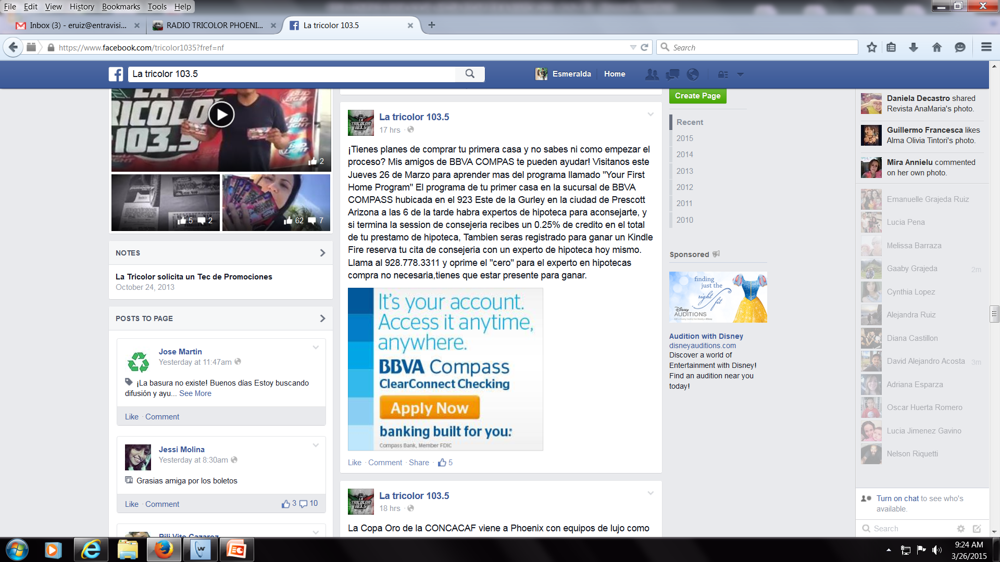 File Edit View History Bookmarks Tools Help
Inbox (3) - eruiz@entravisi...
RADIO TRICOLOR PHOENI...
La tricolor 103.5
https://www.facebook.com/tricolor1035?fref=nf
Search
La tricolor 103.5
Esmeralda Home
LA
TRICOLO
103.5
BUD LIGHT
2
5 2
62 7
NOTES
La Tricolor solicita un Tec de Promociones
October 24, 2013
POSTS TO PAGE
Jose Martin
Yesterday at 11:47am
¡La basura no existe! Buenos días Estoy buscando
difusión y ayu... See More
Like · Comment
Jessi Molina
Yesterday at 8:30am
Grasias amiga por los boletos
Like · Comment 3 10
La tricolor 103.5
17 hrs ·
¡Tienes planes de comprar tu primera casa y no sabes ni como empezar el
proceso? Mis amigos de BBVA COMPAS te pueden ayudar! Visitanos este
Jueves 26 de Marzo para aprender mas del programa llamado "Your First
Home Program" El programa de tu primer casa en la sucursal de BBVA
COMPASS hubicada en el 923 Este de la Gurley en la ciudad de Prescott
Arizona a las 6 de la tarde habra expertos de hipoteca para aconsejarte, y
si termina la session de consejeria recibes un 0.25% de credito en el total
de tu prestamo de hipoteca, Tambien seras registrado para ganar un Kindle
Fire reserva tu cita de consejeria con un experto de hipoteca hoy mismo.
Llama al 928.778.3311 y oprime el "cero" para el experto en hipotecas
compra no necesaria,tienes que estar presente para ganar.
It's your account.
Access it anytime,
anywhere.
BBVA Compass
ClearConnect Checking
Apply Now
banking built for you:
Compass Bank, Member FDIC
Like · Comment · Share · 5
La tricolor 103.5
18 hrs ·
La Copa Oro de la CONCACAF viene a Phoenix con equipos de lujo como
Create Page
Recent
2015
2014
2013
2012
2011
2010
Sponsored
finding
just the
right
fit
Disney
AUDITIONS
Audition with Disney
disneyauditions.com
Discover a world of
Entertainment with Disney!
Find an audition near you
today!
Daniela Decastro shared
Revista AnaMaria's photo.
Guillermo Francesca likes
Alma Olivia Tintori's photo.
Mira Annielu commented
on her own photo.
Emanuelle Grajeda Ruiz
Lucia Pena
Melissa Barraza
Gaaby Grajeda 2m
Cynthia Lopez
Alejandra Ruiz
Diana Castillon
David Alejandro Acosta 3m
Adriana Esparza
Oscar Huerta Romero
Lucia Jimenez Gavino
Nelson Riquetti
Turn on chat to see who's
available.
Search
9:24 AM
3/26/2015